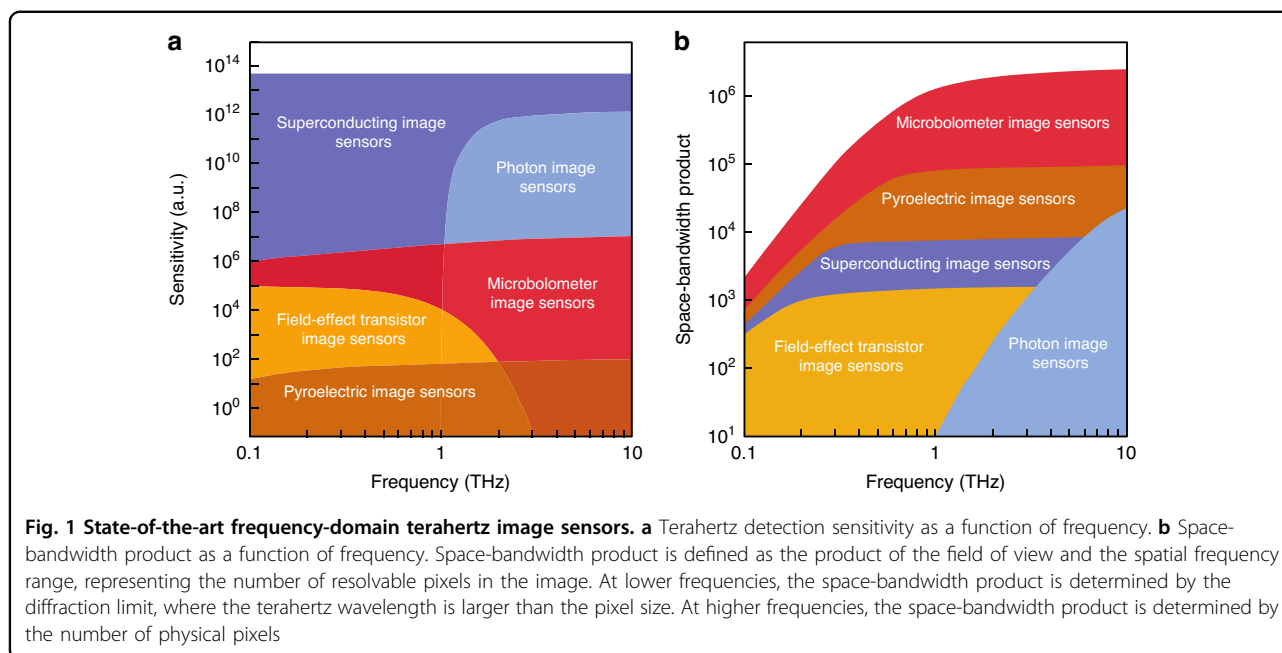 a
10^14
10^12
10^10
10^8
10^6
10^4
10^2
10^0
Sensitivity (a.u.)
Superconducting image
sensors
Photon image
sensors
Microbolometer
image sensors
Field-effect transistor
image sensors
Pyroelectric image sensors
0.1
1
10
Frequency (THz)
b
10^6
10^5
10^4
10^3
10^2
10^1
Space-bandwidth product
Microbolometer image sensors
Pyroelectric image sensors
Superconducting image sensors
Field-effect transistor
image sensors
Photon image
sensors
0.1
1
10
Frequency (THz)
Fig. 1 State-of-the-art frequency-domain terahertz image sensors. a Terahertz detection sensitivity as a function of frequency. b Space-
bandwidth product as a function of frequency. Space-bandwidth product is defined as the product of the field of view and the spatial frequency
range, representing the number of resolvable pixels in the image. At lower frequencies, the space-bandwidth product is determined by the
diffraction limit, where the terahertz wavelength is larger than the pixel size. At higher frequencies, the space-bandwidth product is determined by
the number of physical pixels